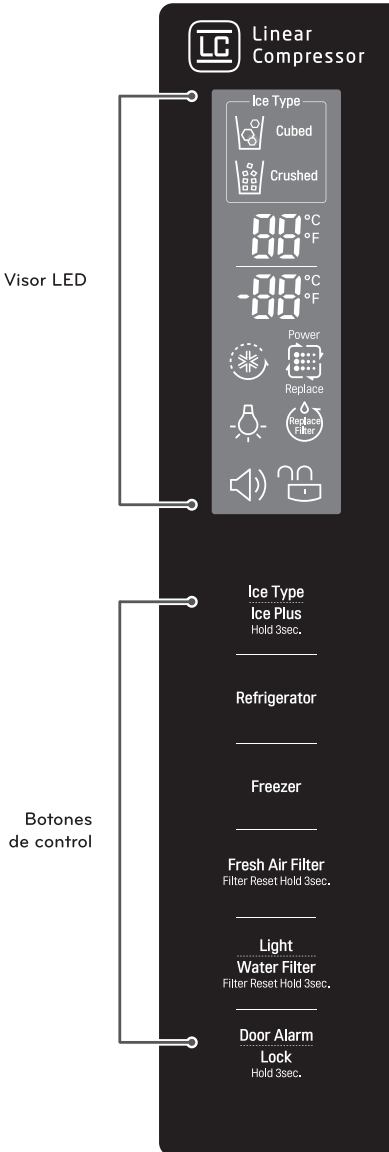 LC
Linear
Compressor
Ice Type
Cubed
Crushed
88 °C
°F
-88 °C
°F
Power
Replace
Replace
Filter
Visor LED
Ice Type
Ice Plus
Hold 3sec.
Refrigerator
Freezer
Botones
de control
Fresh Air Filter
Filter Reset Hold 3sec.
Light
Water Filter
Filter Reset Hold 3sec.
Door Alarm
Lock
Hold 3sec.